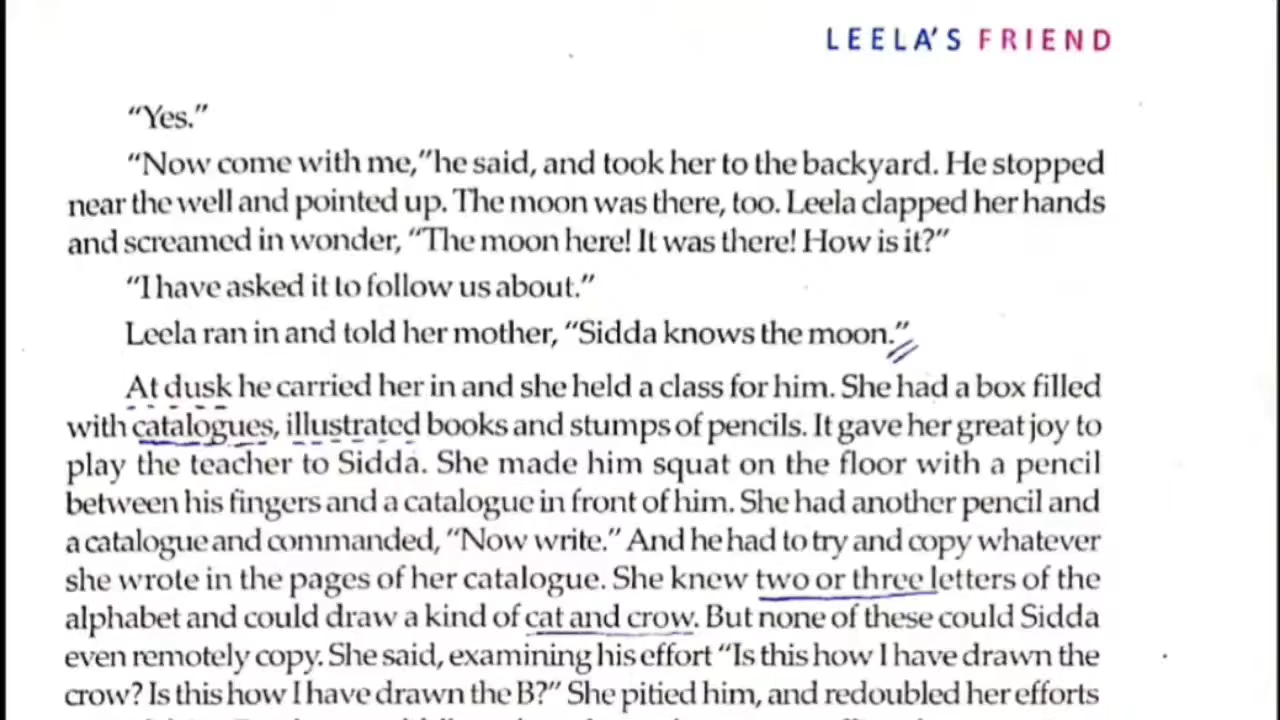 LEELA'S FRIEND
"Yes."
"Now come with me,"he said, and took her to the backyard. He stopped
near the well and pointed up. The moon was there, too. Leela clapped her hands
and screamed in wonder, "The moon here! It was there! How is it?"
"I have asked it to follow us about."
Leela ran in and told her mother, "Sidda knows the moon."
At dusk he carried her in and she held a class for him. She had a box filled
with catalogues, illustrated books and stumps of pencils. It gave her great joy to
play the teacher to Sidda. She made him squat on the floor with a pencil
between his fingers and a catalogue in front of him. She had another pencil and
a catalogue and commanded, "Now write." And he had to try and copy whatever
she wrote in the pages of her catalogue. She knew two or three letters of the
alphabet and could draw a kind of cat and crow. But none of these could Sidda
even remotely copy. She said, examining his effort "Is this how I have drawn the
crow? Is this how I have drawn the B?" She pitied him, and redoubled her efforts